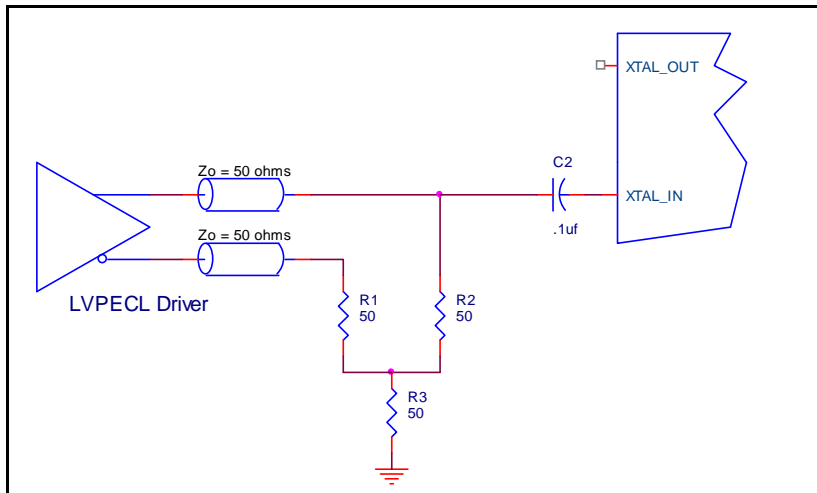 XTAL_OUT
Zo = 50 ohms
C2
XTAL_IN
.1uf
Zo = 50 ohms
LVPECL Driver
R1
50
R2
50
R3
50